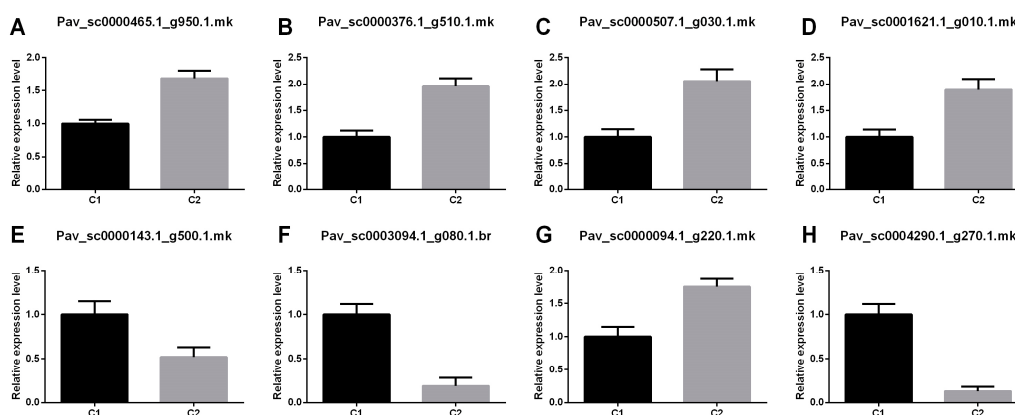 A Pav_sc0000465.1_g950.1.mk
Relative expression level
2.0
1.5
1.0
0.5
0.0
C1 C2
B Pav_sc0000376.1_g510.1.mk
Relative expression level
2.5
2.0
1.5
1.0
0.5
0.0
C1 C2
C Pav_sc0000507.1_g030.1.mk
Relative expression level
2.5
2.0
1.5
1.0
0.5
0.0
C1 C2
D Pav_sc0001621.1_g010.1.mk
Relative expression level
2.5
2.0
1.5
1.0
0.5
0.0
C1 C2
E Pav_sc0000143.1_g500.1.mk
Relative expression level
1.5
1.0
0.5
0.0
C1 C2
F Pav_sc0003094.1_g080.1.br
Relative expression level
1.5
1.0
0.5
0.0
C1 C2
G Pav_sc0000094.1_g220.1.mk
Relative expression level
2.0
1.5
1.0
0.5
0.0
C1 C2
H Pav_sc0004290.1_g270.1.mk
Relative expression level
1.5
1.0
0.5
0.0
C1 C2